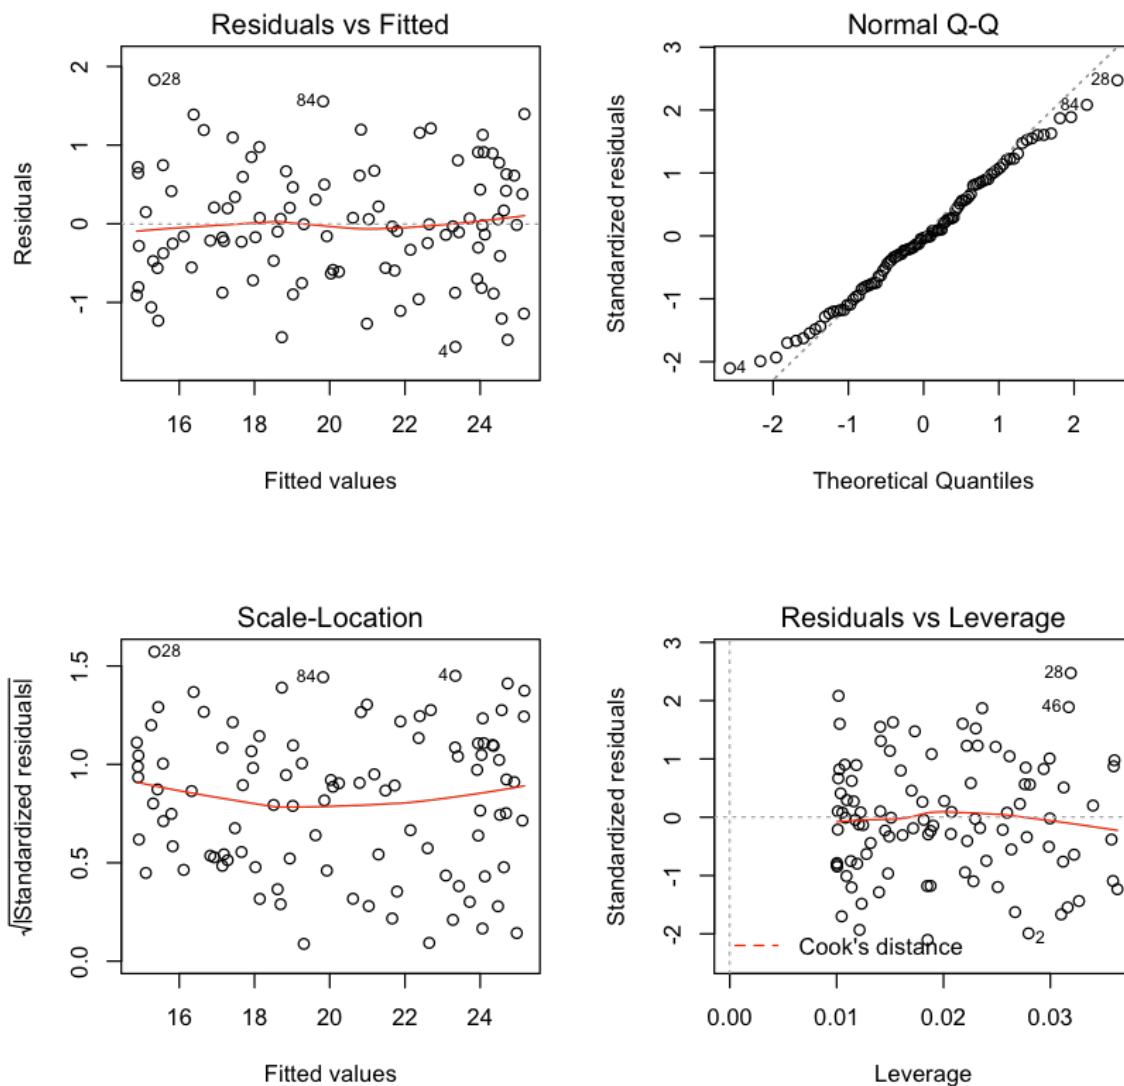 Residuals vs Fitted
Residuals
2
1
0
-1
28
84
4
16 18 20 22 24
Fitted values
Normal Q-Q
Standardized residuals
3
2
1
0
-1
-2
28
84
4
-2 -1 0 1 2
Theoretical Quantiles
Scale-Location
√|Standardized residuals|
1.5
1.0
0.5
0.0
28
84
4
16 18 20 22 24
Fitted values
Residuals vs Leverage
Standardized residuals
3
2
1
0
-1
-2
28
46
2
Cook's distance
0.00 0.01 0.02 0.03
Leverage